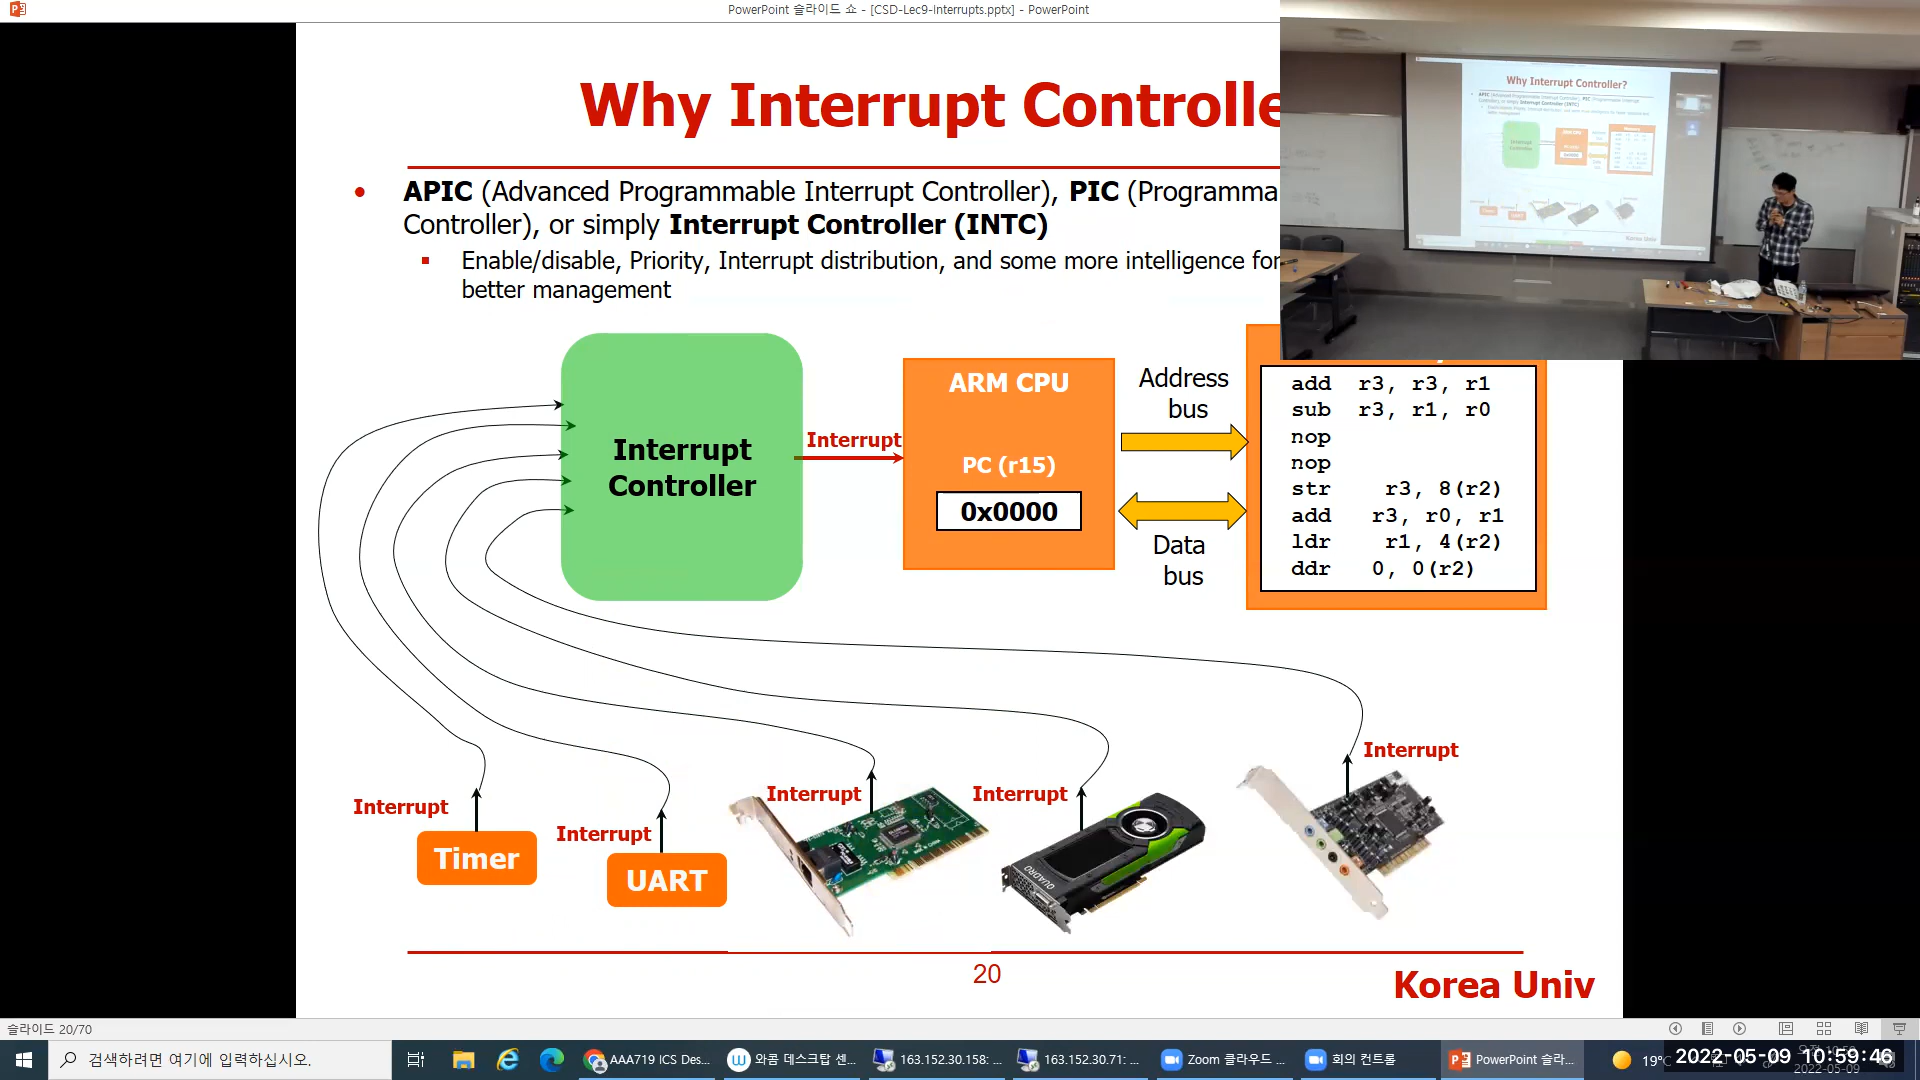 PowerPoint 슬라이드 쇼 - [CSD-Lec9-Interrupts.pptx] - PowerPoint
Why Interrupt Controlle
APIC (Advanced Programmable Interrupt Controller), PIC (Programma
Controller), or simply Interrupt Controller (INTC)
Enable/disable, Priority, Interrupt distribution, and some more intelligence for
better management
Why Interrupt Controller?
Korea Univ
Interrupt
Controller
Interrupt
ARM CPU
PC (r15)
0x0000
Address
bus
Data
bus
add r3, r3, r1
sub r3, r1, r0
nop
nop
str r3, 8(r2)
add r3, r0, r1
ldr r1, 4(r2)
ddr 0, 0(r2)
Interrupt
Timer
Interrupt
UART
Interrupt
Interrupt
QUADRO
Interrupt
20
Korea Univ
슬라이드 20/70
검색하려면 여기에 입력하십시오.
AAA719 ICS Des...
와콤 데스크탑 센...
163.152.30.158: ...
163.152.30.71: ...
Zoom 클라우드 ...
회의 컨트롤
PowerPoint 슬라...
19°
2022-05-09 10:59:46
2022-05-09